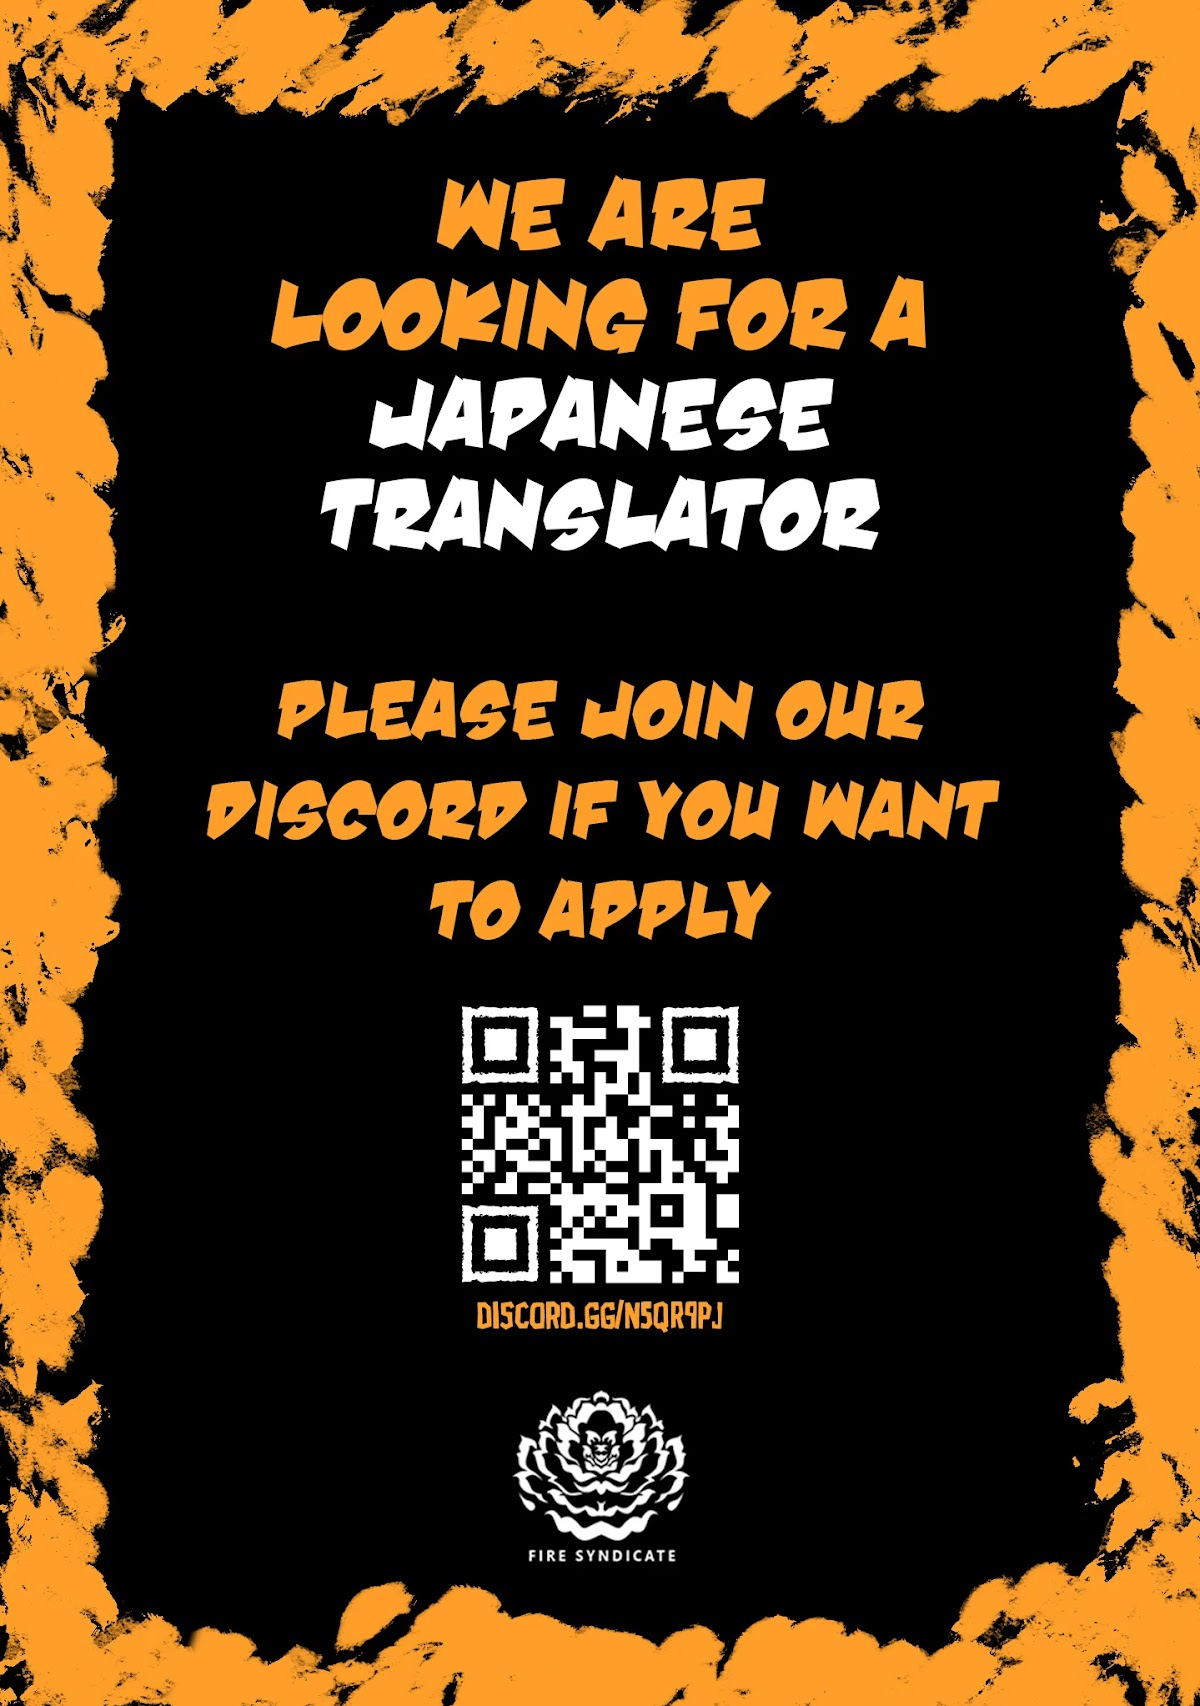 WE ARE
LOOKING FOR A
JAPANESE
TRANSLATOR
PLEASE JOIN OUR
DISCORD IF YOU WANT
TO APPLY
DISCORD.GG/N5QR9PJ
FIRE SYNDICATE